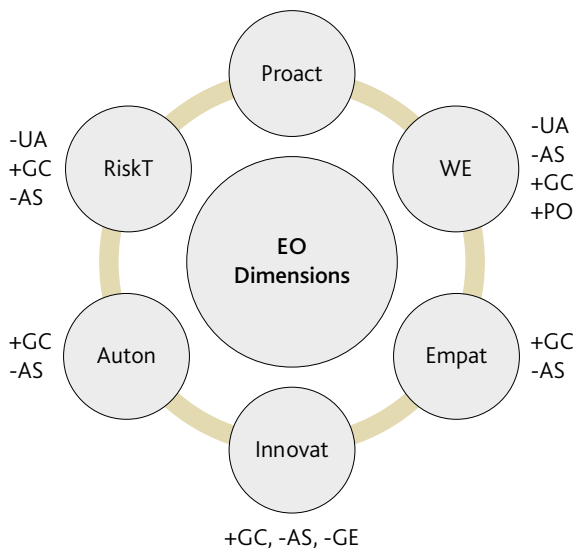 Proact
-UA
+GC
-AS
RiskT
WE
-UA
-AS
+GC
+PO
EO
Dimensions
+GC
-AS
Auton
Empat
+GC
-AS
Innovat
+GC, -AS, -GE